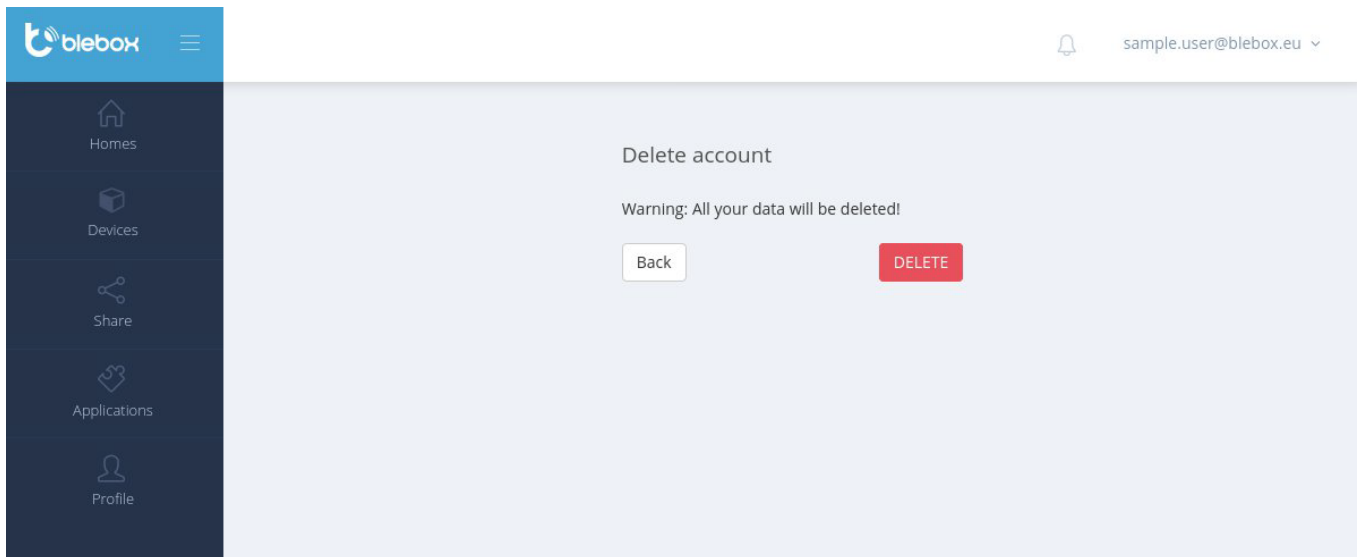 blebox
sample.user@blebox.eu
Homes
Devices
Share
Applications
Profile
Delete account
Warning: All your data will be deleted!
Back
DELETE